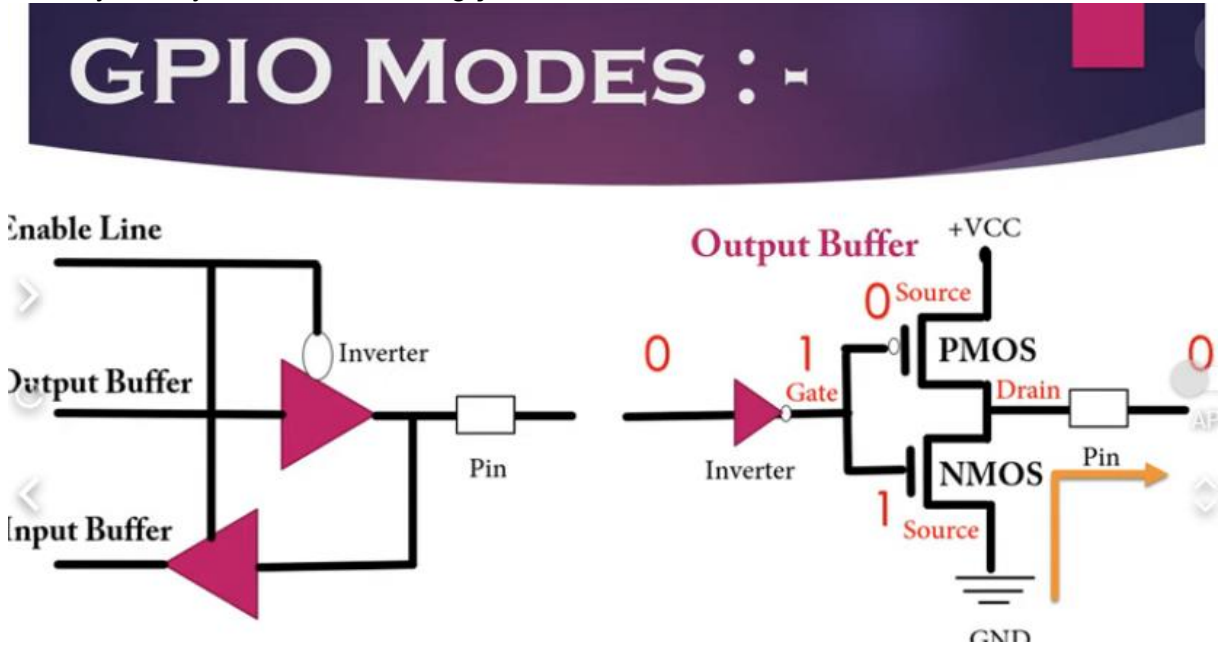 GPIO MODES : -
Enable Line
Inverter
Output Buffer
Pin
Input Buffer
Output Buffer
+VCC
0 Source
0
1
PMOS
0
Gate
Drain
Inverter
NMOS
Pin
1
Source
GND